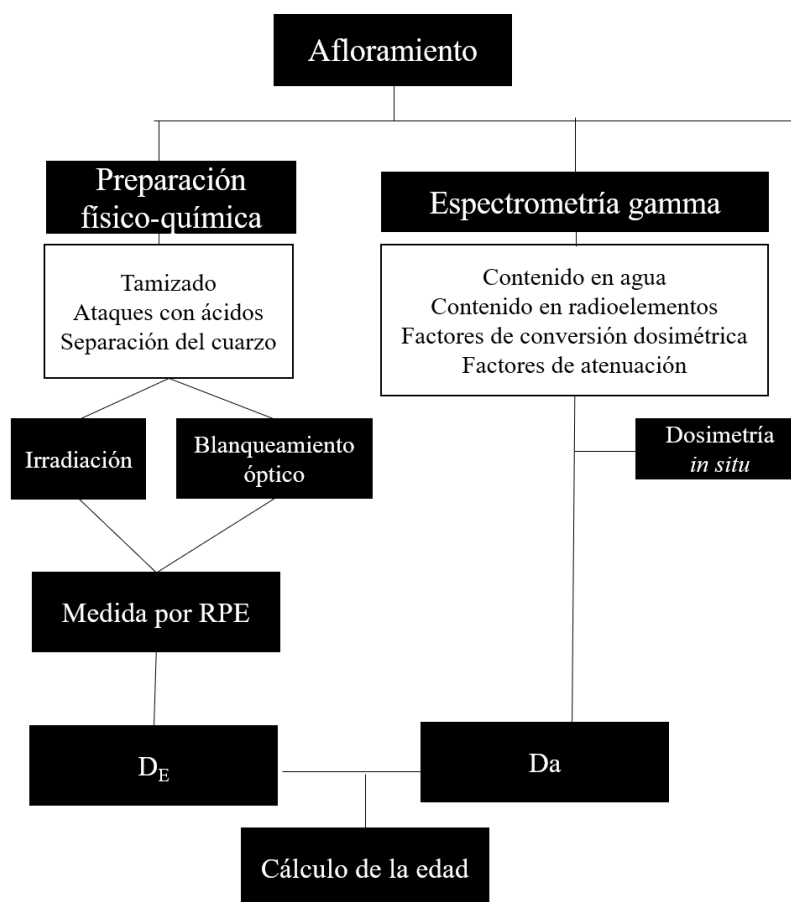 Afloramiento
Preparación
físico-química
Espectrometría gamma
Tamizado
Ataques con ácidos
Separación del cuarzo
Contenido en agua
Contenido en radioelementos
Factores de conversión dosimétrica
Factores de atenuación
Irradiación
Blanqueamiento
óptico
Dosimetría
in situ
Medida por RPE
DE
Da
Cálculo de la edad